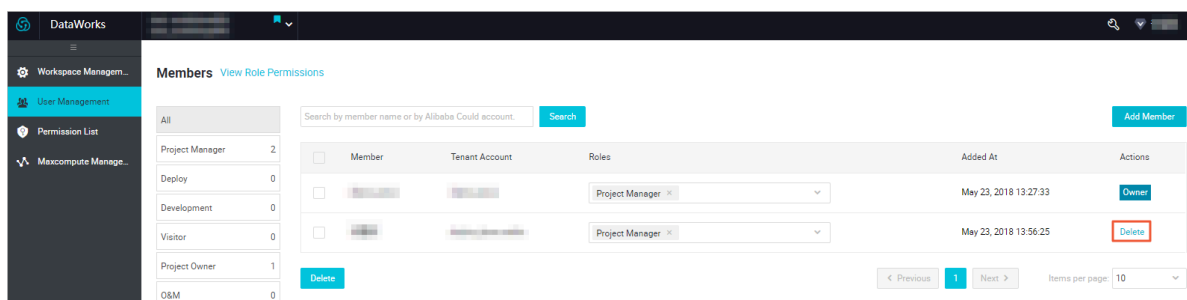 DataWorks
Workspace Managem...
User Management
Permission List
Maxcompute Manage...
Members View Role Permissions
All
Project Manager 2
Deploy 0
Development 0
Visitor 0
Project Owner 1
O&M 0
Search by member name or by Alibaba Could account. Search Add Member
Member Tenant Account Roles Added At Actions
Project Manager × May 23, 2018 13:27:33 Owner
Project Manager × May 23, 2018 13:56:25 Delete
Delete < Previous 1 Next > Items per page: 10